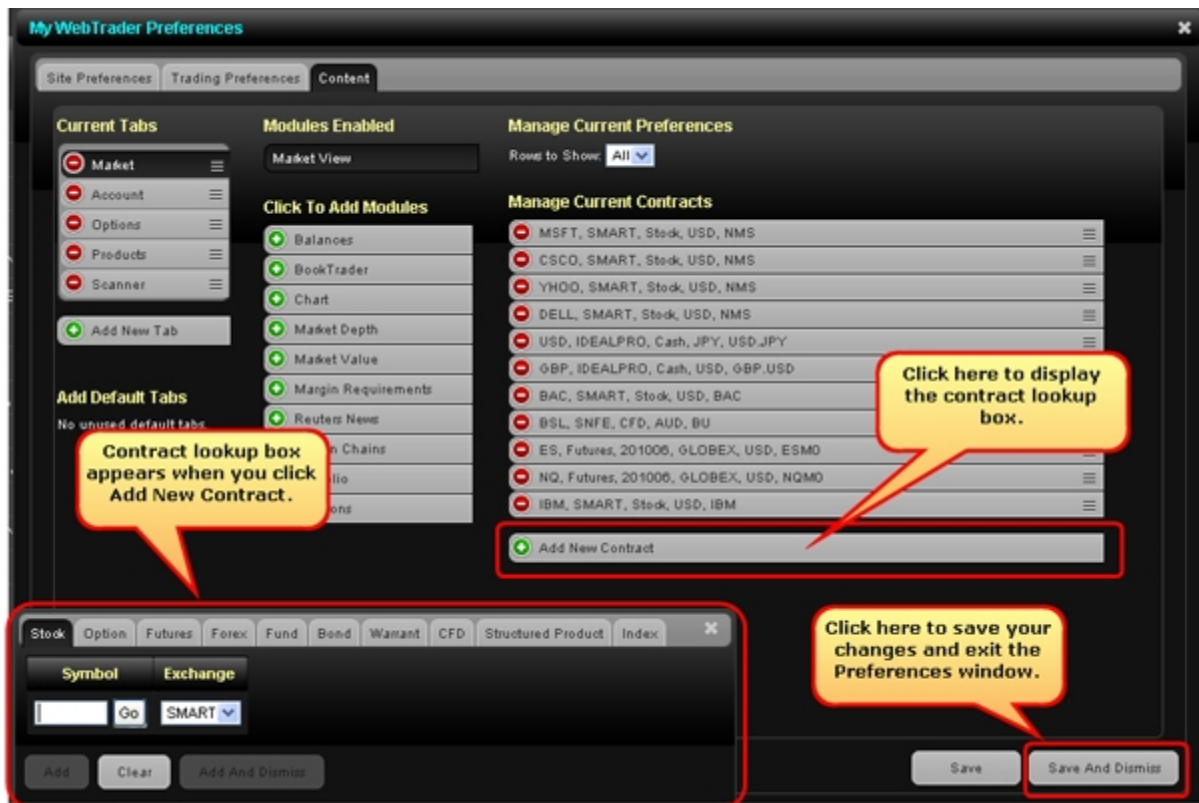 My WebTrader Preferences
Site Preferences Trading Preferences Content
Current Tabs
Market
Account
Options
Products
Scanner
Add New Tab
Add Default Tabs
No unused default tabs
Modules Enabled
Market View
Click To Add Modules
Balances
BookTrader
Chart
Market Depth
Market Value
Margin Requirements
Reuters News
Chains
Manage Current Preferences
Rows to Show: All
Manage Current Contracts
MSFT, SMART, Stock, USD, NMS
CSCO, SMART, Stock, USD, NMS
YHOO, SMART, Stock, USD, NMS
DELL, SMART, Stock, USD, NMS
USD, IDEALPRO, Cash, JPY, USD.JPY
GBP, IDEALPRO, Cash, USD, GBP.USD
BAC, SMART, Stock, USD, BAC
BSL, SNFE, CFD, AUD, BU
ES, Futures, 201006, GLOBEX, USD, ESM0
NQ, Futures, 201006, GLOBEX, USD, NQM0
IBM, SMART, Stock, USD, IBM
Add New Contract
Click here to display
the contract lookup
box.
Contract lookup box
appears when you click
Add New Contract.
Stock Option Futures Forex Fund Bond Warrant CFD Structured Product Index
Symbol Exchange
Go SMART
Add Clear Add And Dismiss
Click here to save your
changes and exit the
Preferences window.
Save Save And Dismiss